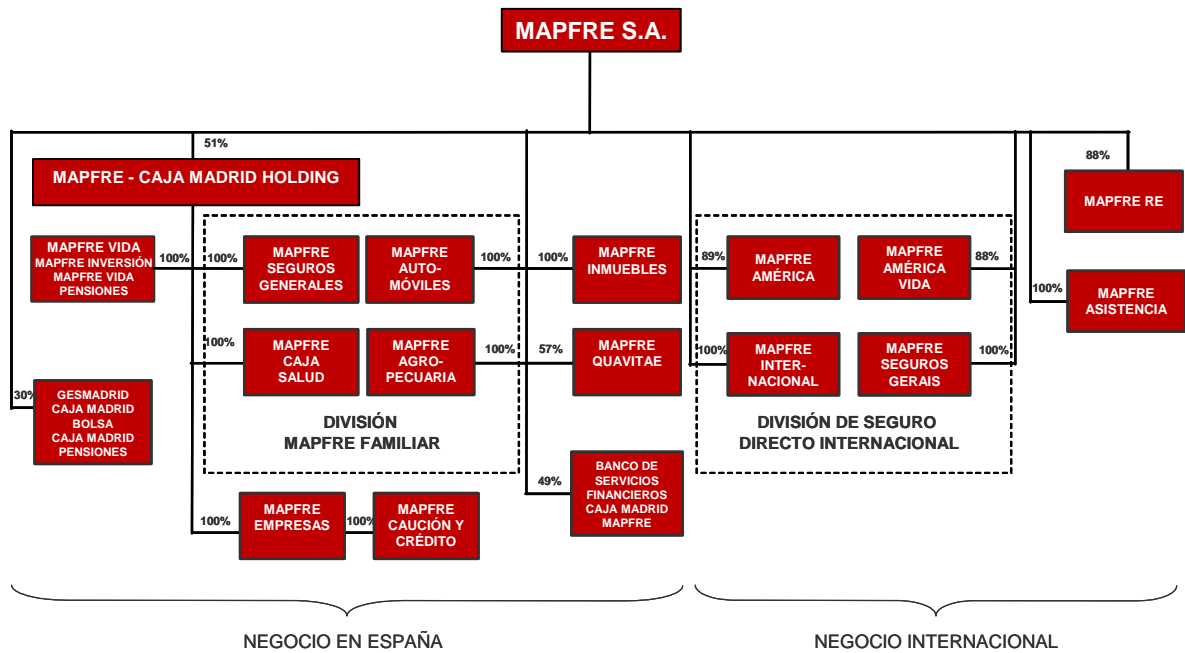 MAPFRE S.A.
51%
MAPFRE - CAJA MADRID HOLDING
88%
MAPFRE RE
MAPFRE VIDA
MAPFRE INVERSIÓN
MAPFRE VIDA
PENSIONES
100%
100%
MAPFRE
SEGUROS
GENERALES
MAPFRE
AUTO-
MÓVILES
100%
100%
MAPFRE
INMUEBLES
89%
MAPFRE
AMÉRICA
MAPFRE
AMÉRICA
VIDA
88%
100%
MAPFRE
ASISTENCIA
100%
MAPFRE
CAJA
SALUD
MAPFRE
AGRO-
PECUARIA
100%
57%
MAPFRE
QUAVITAE
100%
MAPFRE
INTER-
NACIONAL
MAPFRE
SEGUROS
GERAIS
100%
30%
GESMADRID
CAJA MADRID
BOLSA
CAJA MADRID
PENSIONES
DIVISIÓN
MAPFRE FAMILIAR
DIVISIÓN DE SEGURO
DIRECTO INTERNACIONAL
49%
BANCO DE
SERVICIOS
FINANCIEROS
CAJA MADRID
MAPFRE
100%
MAPFRE
EMPRESAS
100%
MAPFRE
CAUCIÓN Y
CRÉDITO
NEGOCIO EN ESPAÑA
NEGOCIO INTERNACIONAL